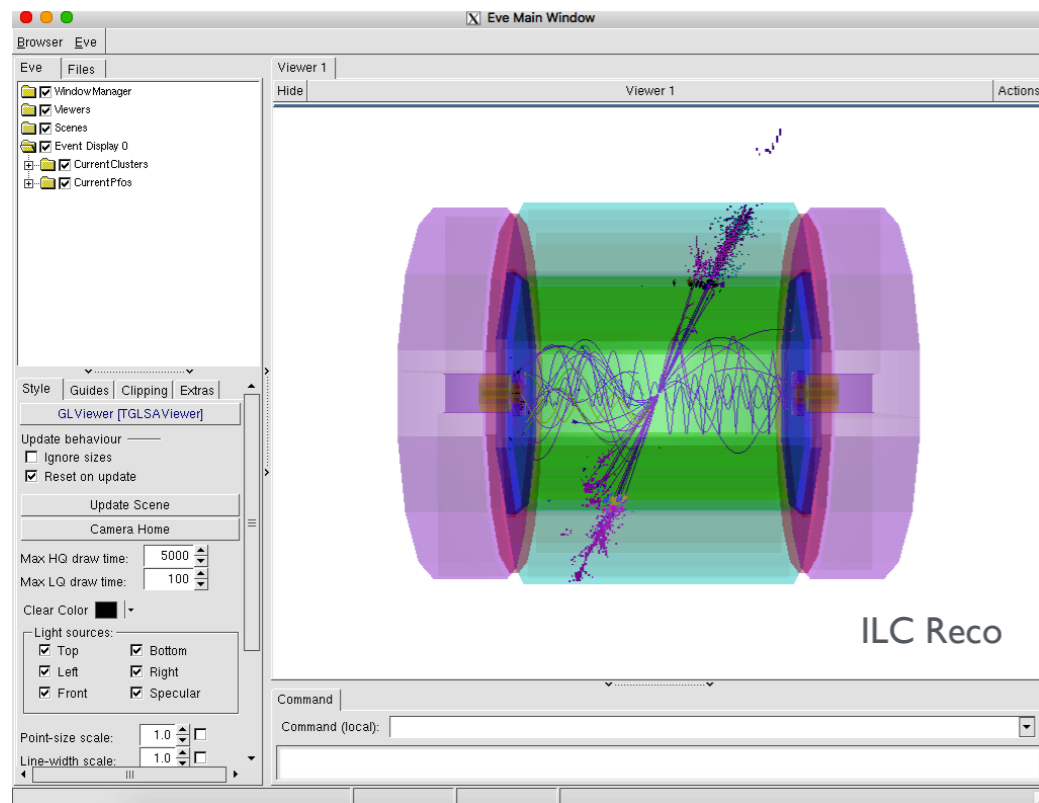 Eve Main Window
Browser Eve
Eve Files
WindowManager
Viewers
Scenes
Event Display 0
CurrentClusters
CurrentPfos
Style Guides Clipping Extras
GLViewer [TGLSAViewer]
Update behaviour
Ignore sizes
Reset on update
Update Scene
Camera Home
Max HQ draw time: 5000
Max LQ draw time: 100
Clear Color
Light sources:
Top Bottom
Left Right
Front Specular
Point-size scale: 1.0
Line-width scale: 1.0
Viewer 1
Hide Viewer 1 Actions
ILC Reco
Command
Command (local):